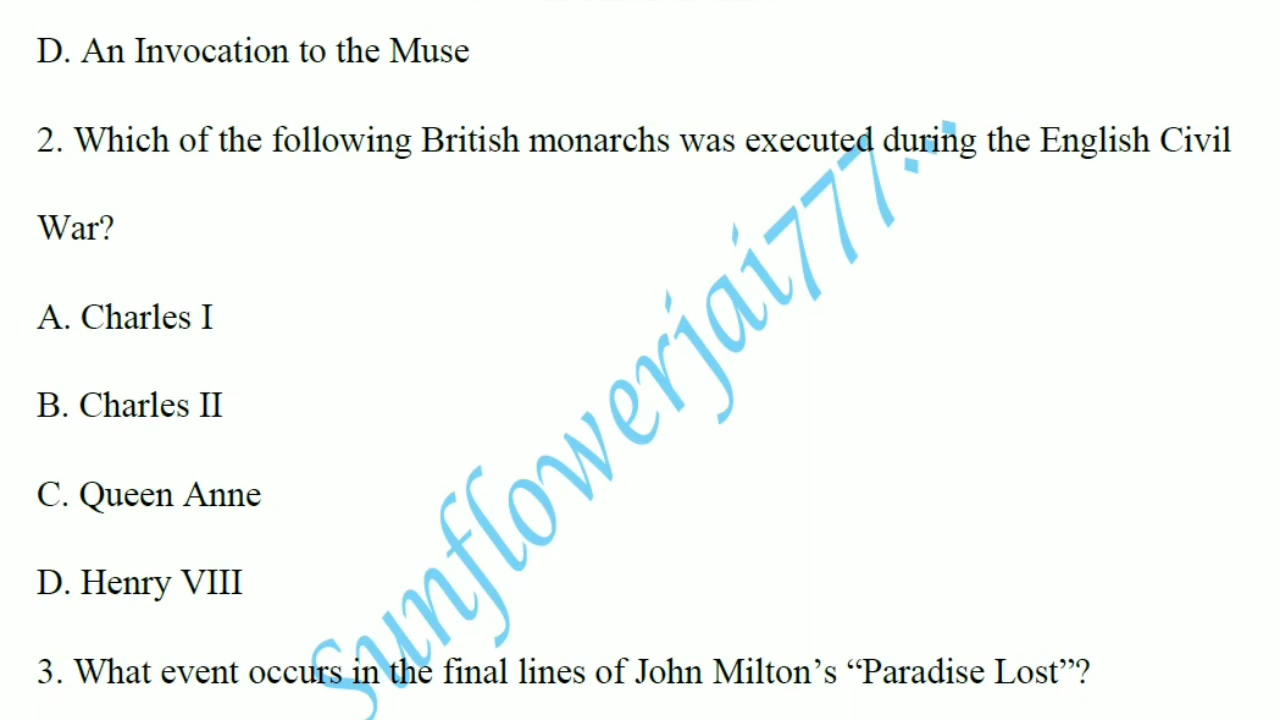 D. An Invocation to the Muse
2. Which of the following British monarchs was executed during the English Civil
War?
A. Charles I
B. Charles II
C. Queen Anne
D. Henry VIII
3. What event occurs in the final lines of John Milton’s “Paradise Lost”?
Sunflowerjai777...